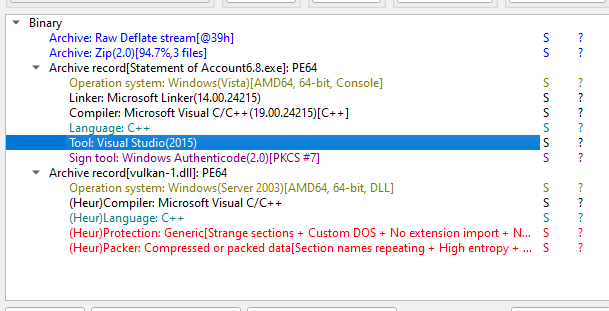 Binary
Archive: Raw Deflate stream[@39h] S ?
Archive: Zip(2.0)[94.7%,3 files] S ?
Archive record[Statement of Account6.8.exe]: PE64
Operation system: Windows(Vista)[AMD64, 64-bit, Console] S ?
Linker: Microsoft Linker(14.00.24215) S ?
Compiler: Microsoft Visual C/C++(19.00.24215)[C++] S ?
Language: C++ S ?
Tool: Visual Studio(2015) S ?
Sign tool: Windows Authenticode(2.0)[PKCS #7] S ?
Archive record[vulkan-1.dll]: PE64
Operation system: Windows(Server 2003)[AMD64, 64-bit, DLL] S ?
(Heur)Compiler: Microsoft Visual C/C++ S ?
(Heur)Language: C++ S ?
(Heur)Protection: Generic[Strange sections + Custom DOS + No extension import + N... S ?
(Heur)Packer: Compressed or packed data[Section names repeating + High entropy + ... S ?